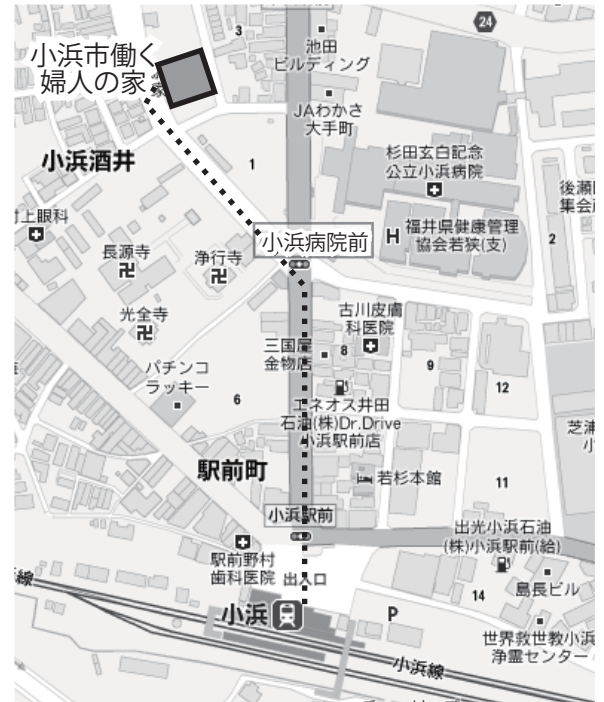 3
24
池田
ビルディング
小浜市働く
婦人の家
家
JAわかさ
大手町
杉田玄白記念
公立小浜病院
小浜酒井
1
後瀬
集会
上眼科
小浜病院前
H
福井県健康管理
協会若狭(支)
2
長源寺
浄行寺
光全寺
古川皮膚
科医院
三国屋
金物店
8
9
パチンコ
ラッキー
6
12
エネオス井田
石油(株)Dr.Drive
小浜駅前店
芝浦
駅前町
若杉本館
11
小浜駅前
出光小浜石油
(株)小浜駅前(給)
駅前野村
歯科医院
出入口
線
14
島長ビル
小浜
P
世界救世教小浜
浄霊センター
小浜線